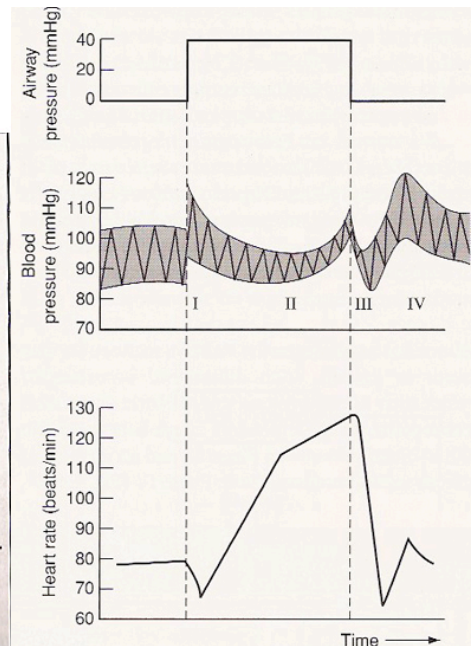 Airway
pressure (mmHg)
40
20
0
Blood
pressure (mmHg)
120
110
100
90
80
70
I
II
III
IV
Heart rate (beats/min)
130
120
110
100
90
80
70
60
Time